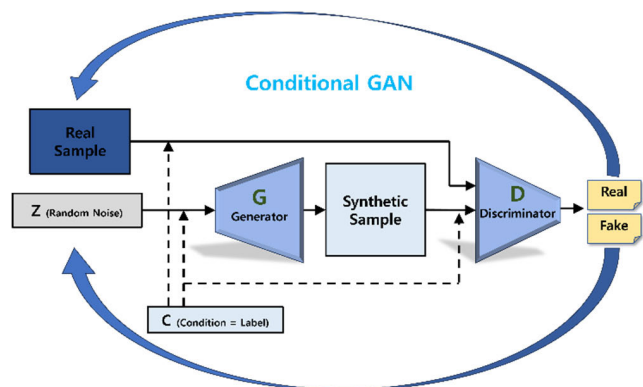 Conditional GAN
Real
Sample
Z (Random Noise)
G
Generator
Synthetic
Sample
D
Discriminator
Real
Fake
C (Condition = Label)